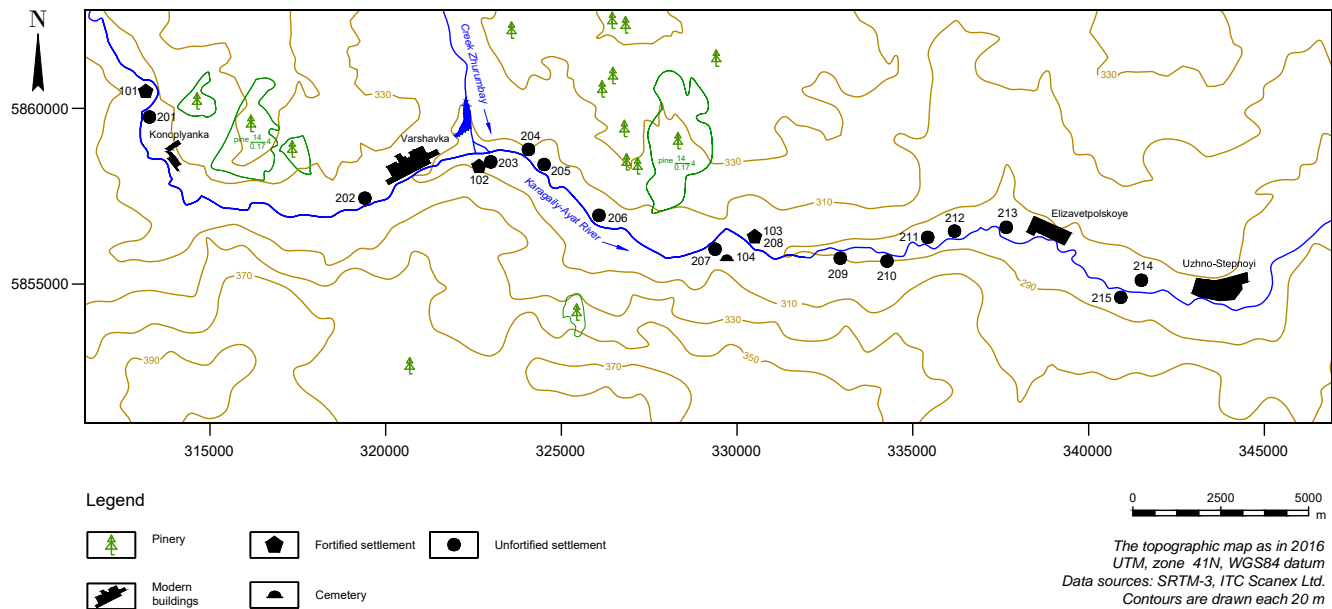 N
330
330
Creek Zhurumbay
101
5860000
201
Konoplyanka
pine 14 4
0.17
Varshavka
204
203
102
205
pine 14 4
0.17
330
202
206
Karagaily-Ayat River
310
103
208
207
104
212
213
Elizavetpolskoye
211
209
210
Uzhno-Stepnoyi
214
215
290
370
5855000
310
330
350
390
370
315000
320000
325000
330000
335000
340000
345000
Legend
Pinery
Fortified settlement
Unfortified settlement
Modern
buildings
Cemetery
0
2500
5000
m
The topographic map as in 2016
UTM, zone 41N, WGS84 datum
Data sources: SRTM-3, ITC Scanex Ltd.
Contours are drawn each 20 m